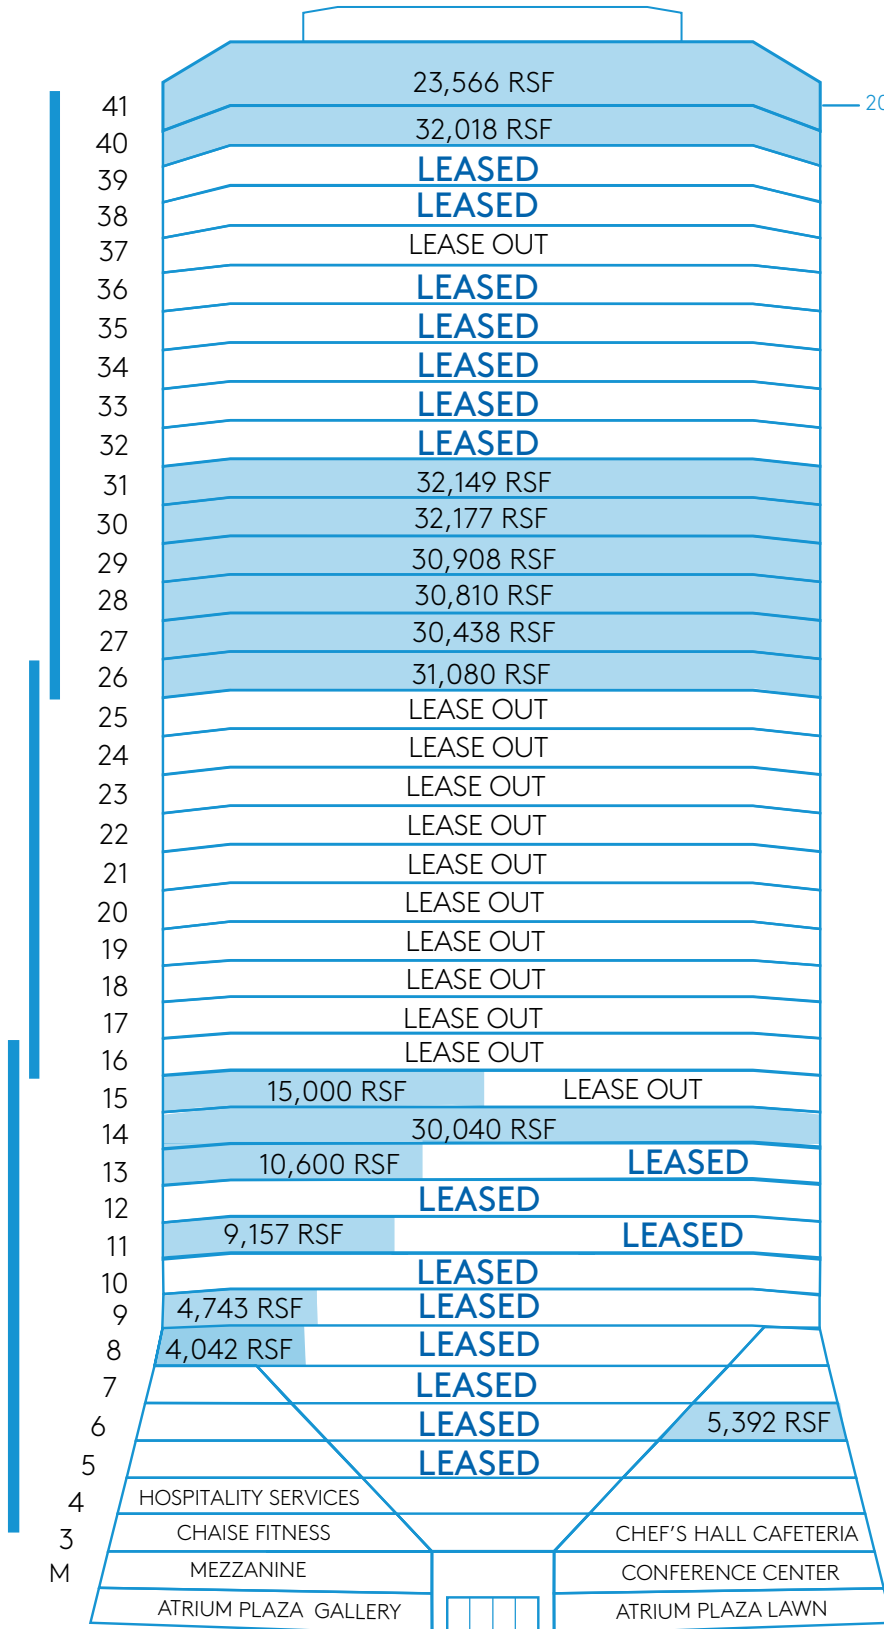 23,566 RSF
41
20
32,018 RSF
40
LEASED
39
LEASED
38
LEASE OUT
37
LEASED
36
LEASED
35
LEASED
34
LEASED
33
LEASED
32
32,149 RSF
31
32,177 RSF
30
30,908 RSF
29
30,810 RSF
28
30,438 RSF
27
31,080 RSF
26
LEASE OUT
25
LEASE OUT
24
LEASE OUT
23
LEASE OUT
22
LEASE OUT
21
LEASE OUT
20
LEASE OUT
19
LEASE OUT
18
LEASE OUT
17
LEASE OUT
16
15,000 RSF LEASE OUT
15
30,040 RSF
14
10,600 RSF LEASED
13
LEASED
12
9,157 RSF LEASED
11
LEASED
10
4,743 RSF LEASED
9
4,042 RSF LEASED
8
LEASED
7
LEASED 5,392 RSF
6
LEASED
5
HOSPITALITY SERVICES
4
CHAISE FITNESS CHEF'S HALL CAFETERIA
3
MEZZANINE CONFERENCE CENTER
M
ATRIUM PLAZA GALLERY ATRIUM PLAZA LAWN